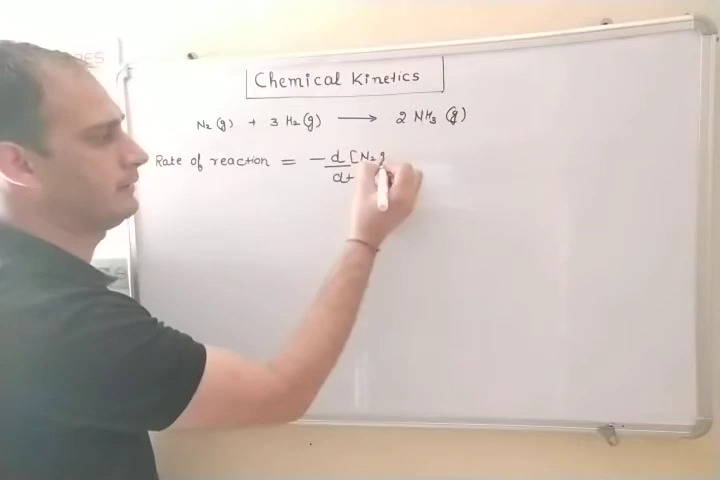 Chemical Kinetics
N₂(g) + 3 H₂(g) ⟶ 2 NH₃ (g)
Rate of reaction = - d/dt [N₂